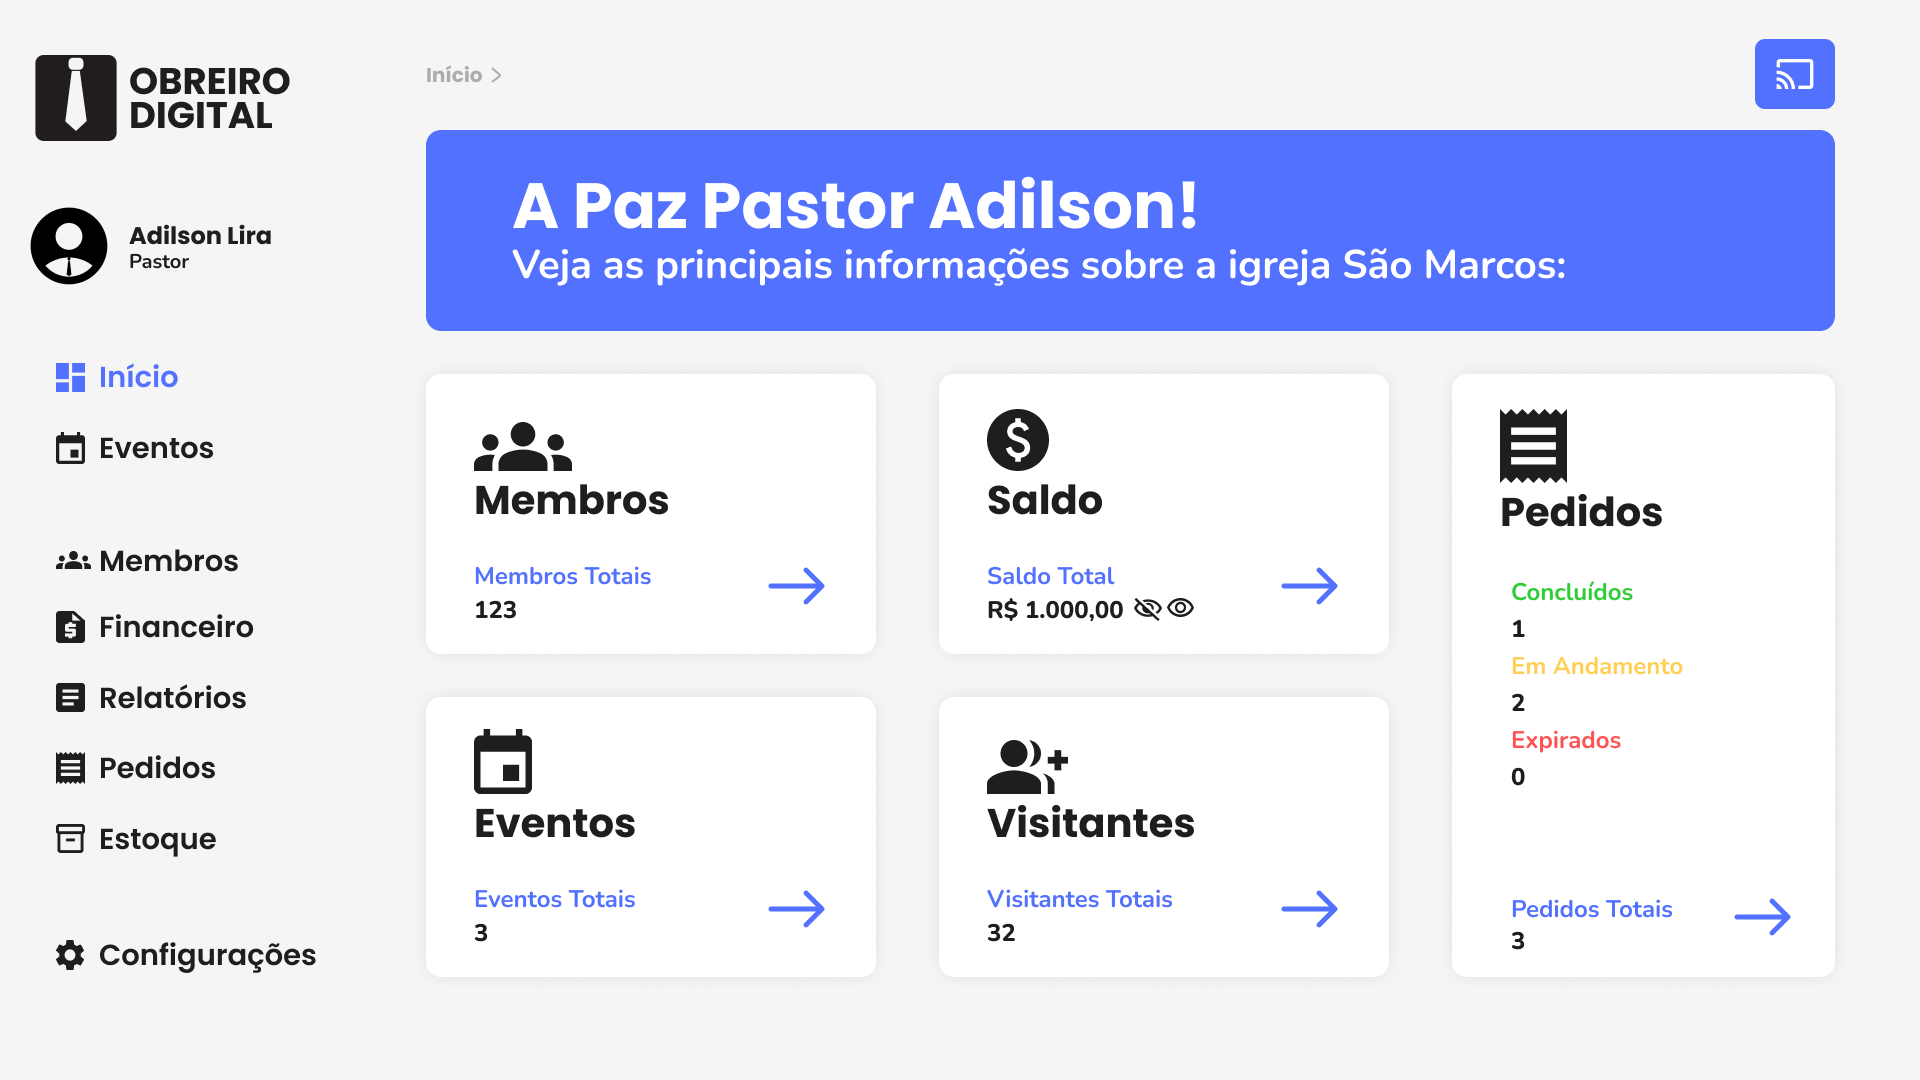 OBREIRO
DIGITAL
Adilson Lira
Pastor
Início
Eventos
Membros
Financeiro
Relatórios
Pedidos
Estoque
Configurações
Início >
A Paz Pastor Adilson!
Veja as principais informações sobre a igreja São Marcos:
Membros
Membros Totais
123
Saldo
Saldo Total
R$ 1.000,00
Pedidos
Concluídos
1
Em Andamento
2
Expirados
0
Pedidos Totais
3
Eventos
Eventos Totais
3
Visitantes
Visitantes Totais
32